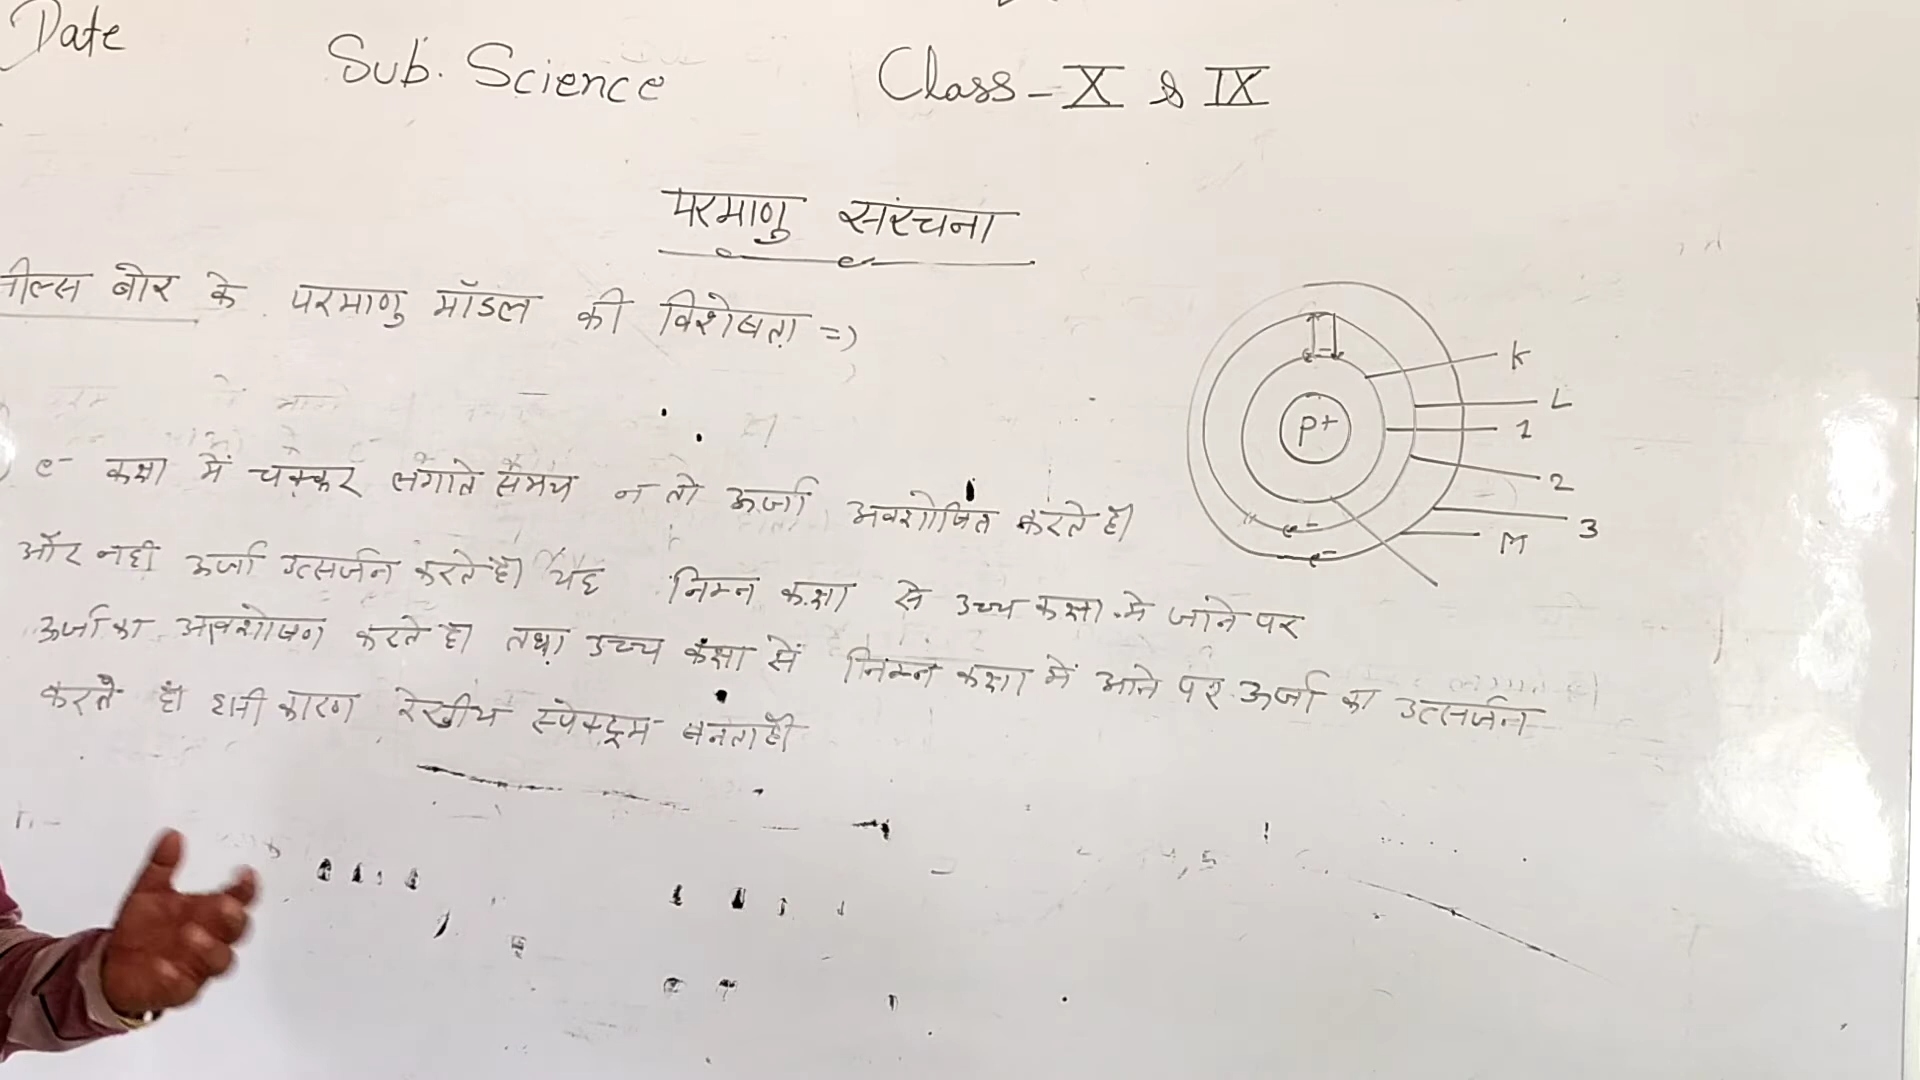 Date Sub. Science Class - X & IX
परमाणु संरचना
नील्स बोर के परमाणु मॉडल की विशेषता =)
e- कक्षा में चक्कर लगाते समय न तो ऊर्जा अवशोषित करते है।
और नही ऊर्जा उत्सर्जन करते है। यह निम्न कक्षा से उच्च कक्षा में जाने पर
ऊर्जा का अवशोषण करते है। तथा उच्च कक्षा से निम्न कक्षा में आने पर ऊर्जा का उत्सर्जन
करते है। इसी कारण रेखीय स्पेक्ट्रम बनता है।
K
L
P+
1
2
3
M
e-
e-
e-